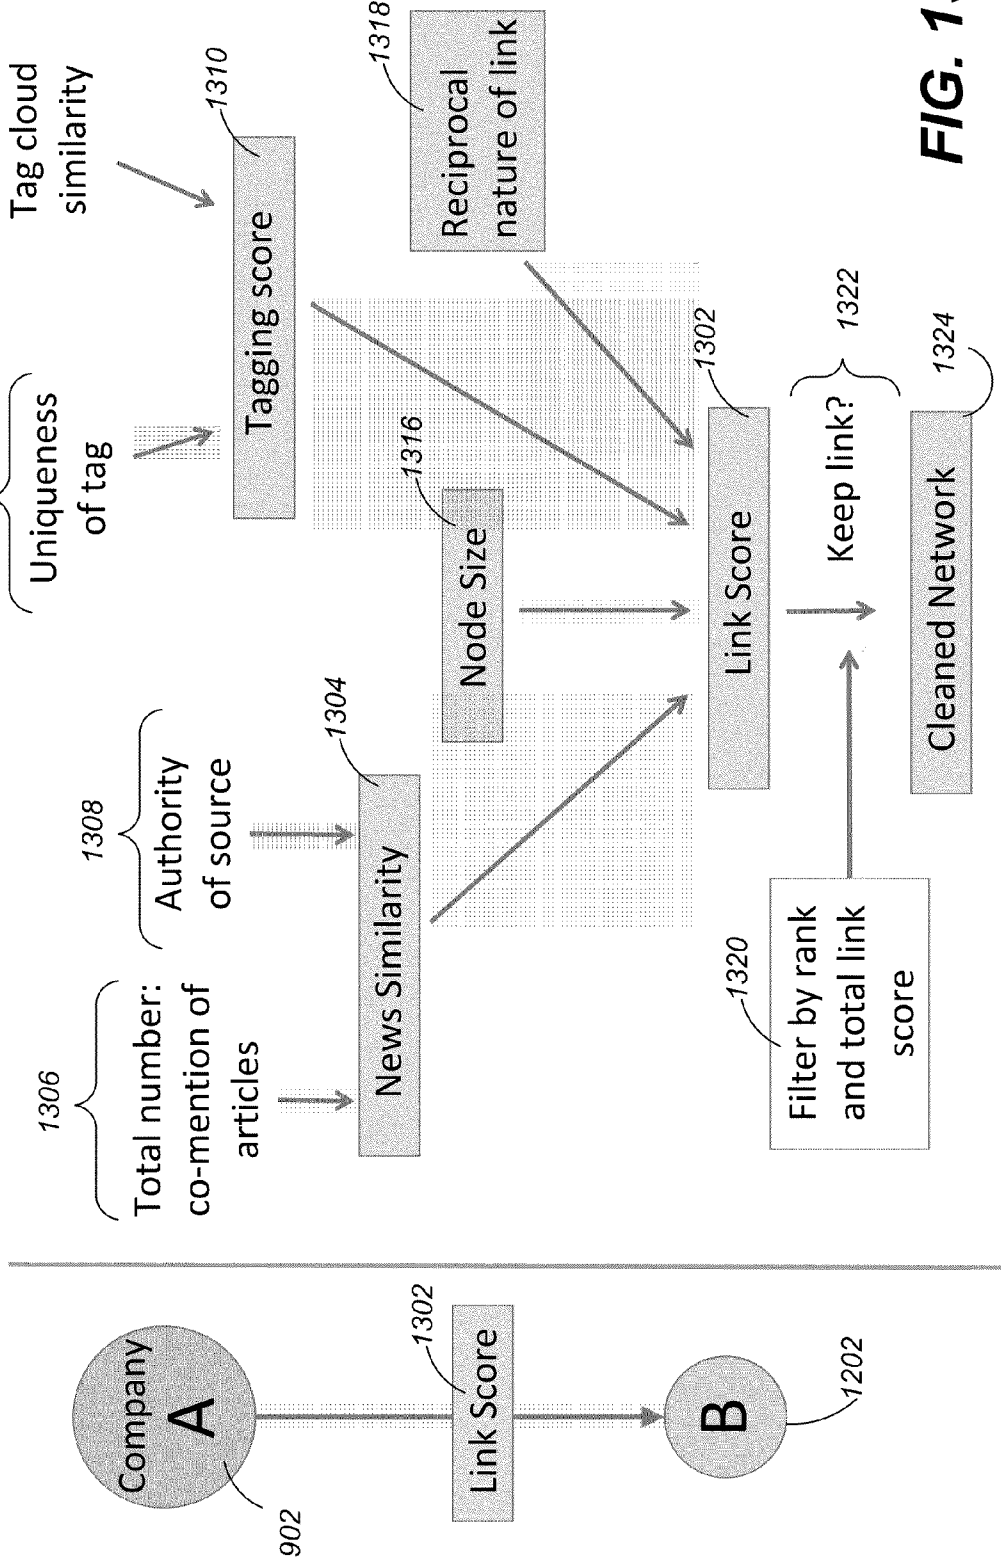 Company
A
902
1302
Link Score
B
1202
1306
Total number:
co-mention of
articles
1308
Authority
of source
1304
News Similarity
Uniqueness
of tag
Tag cloud
similarity
1310
Tagging score
1316
Node Size
1318
Reciprocal
nature of link
1302
Link Score
1320
Filter by rank
and total link
score
Keep link?
1322
1324
Cleaned Network
FIG.